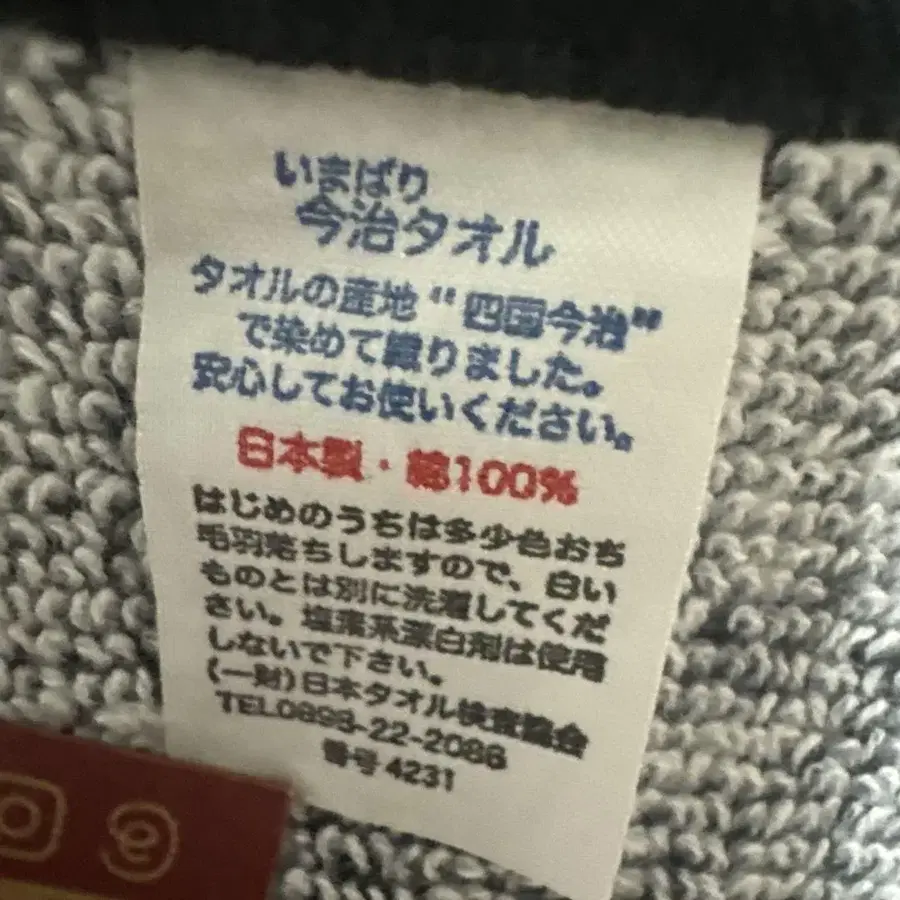 いまばり
今治タオル
タオルの産地“四国今治”
で染めて織りました。
安心してお使いください。
日本製・綿100%
はじめのうちは多少色おち
毛羽落ちしますので、白い
ものとは別に洗濯してくだ
さい。塩素系漂白剤は使用
しないで下さい。
(一財)日本タオル検査協会
TEL0898-22-2086
番号 4231